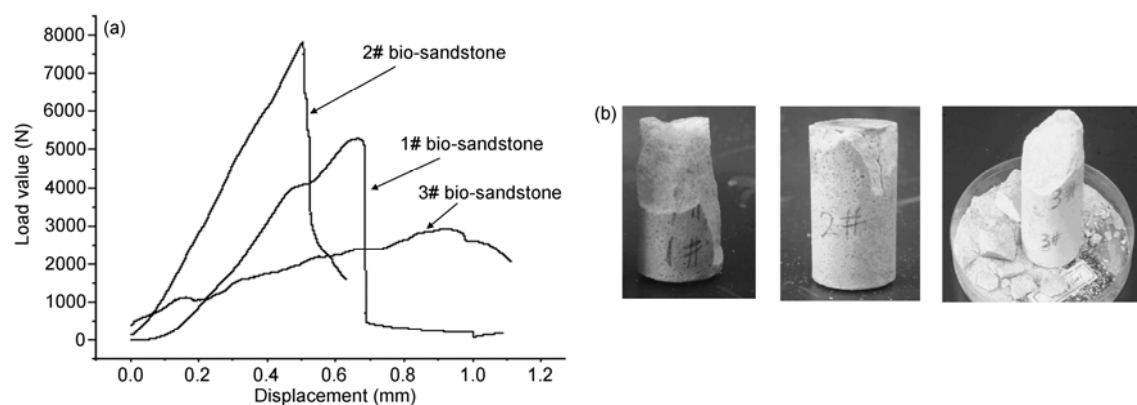 (a)
8000
7000
6000
5000
4000
3000
2000
1000
0
Load value (N)
2# bio-sandstone
1# bio-sandstone
3# bio-sandstone
0.0 0.2 0.4 0.6 0.8 1.0 1.2
Displacement (mm)
(b)
1#
2#
3#
3#